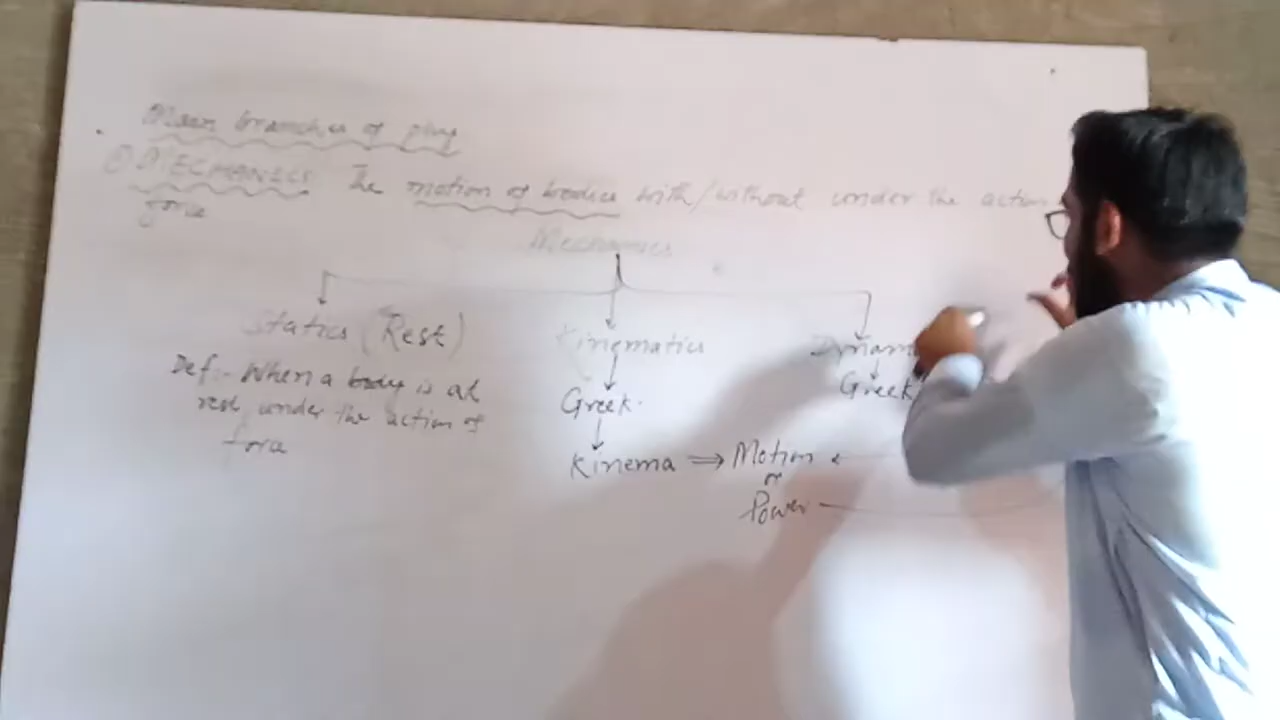 Main branches of phy
① MECHANICS The motion of bodies with/without under the action
force
Mechanics
Statics (Rest) Kinematics Dynam
Def:- When a body is at
rest under the action of
force
Greek. Greek
Kinema ⇒ Motion
or
Power